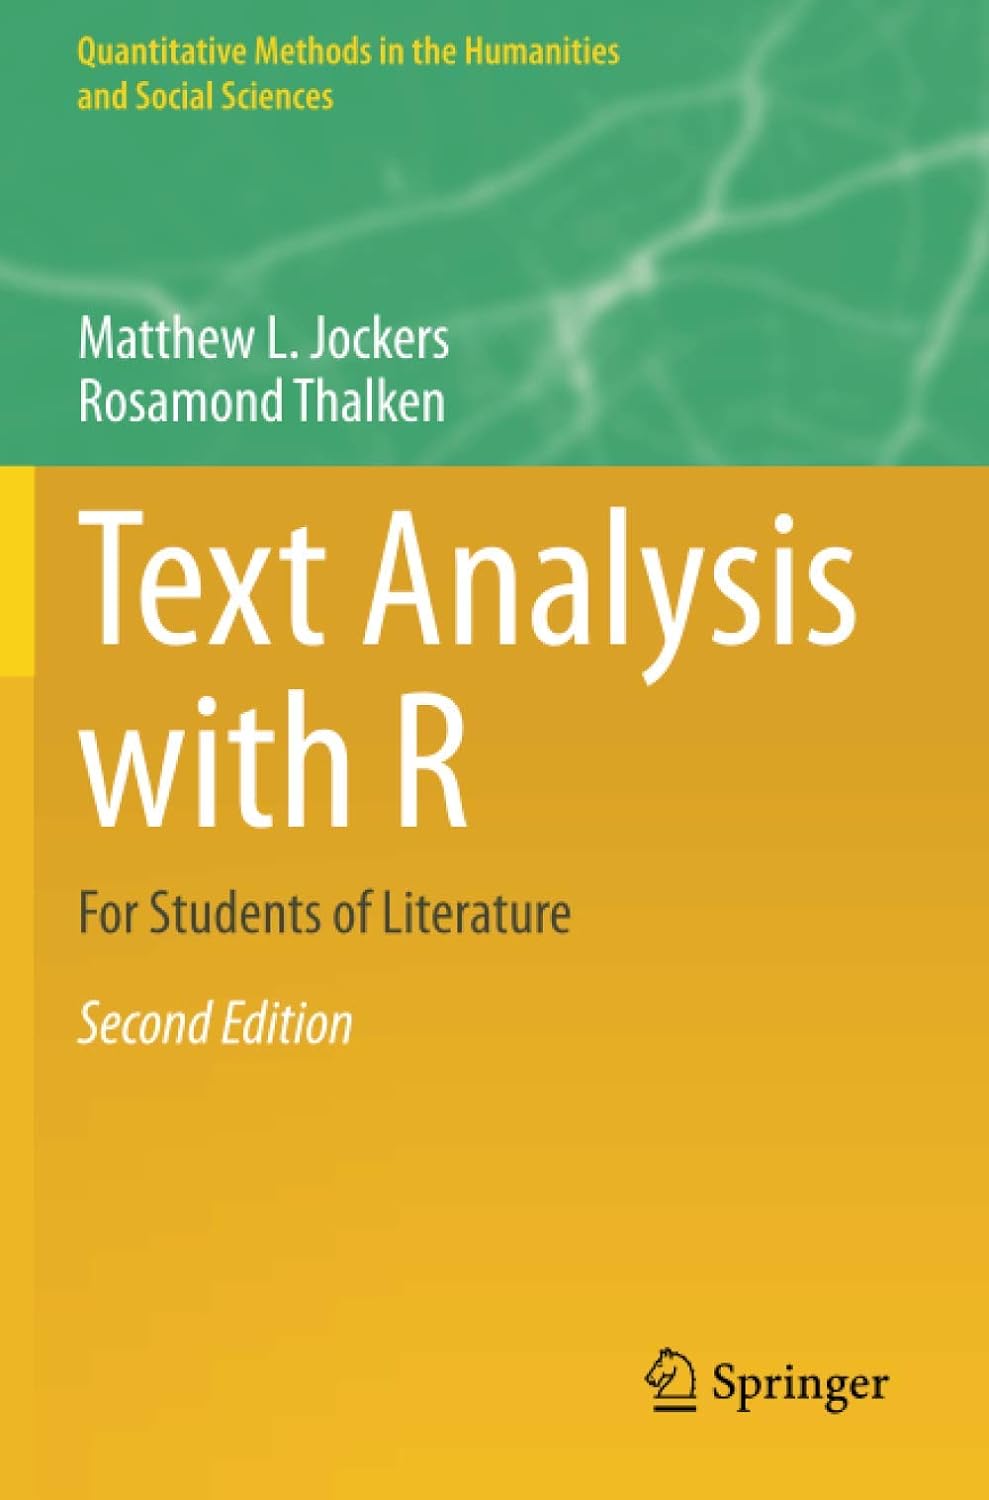 Quantitative Methods in the Humanities
and Social Sciences
Matthew L. Jockers
Rosamond Thalken
Text Analysis
with R
For Students of Literature
Second Edition
Springer